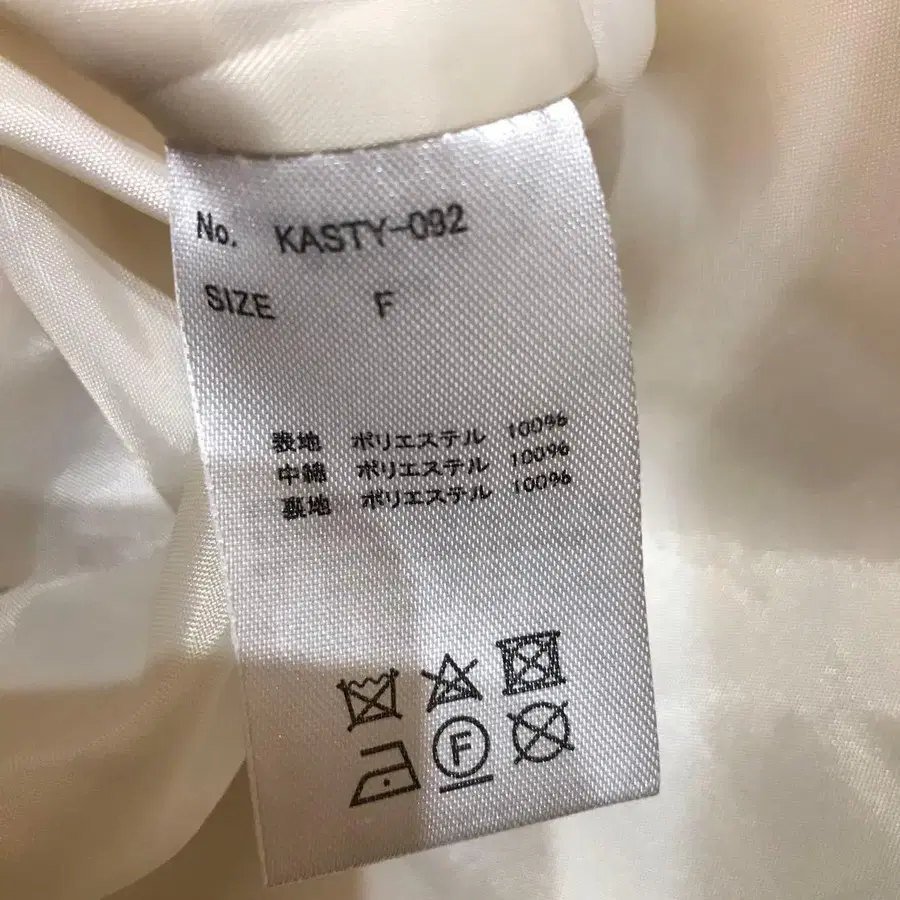 No. KASTY-092
SIZE F
表地 ポリエステル 100%
中綿 ポリエステル 100%
裏地 ポリエステル 100%
F